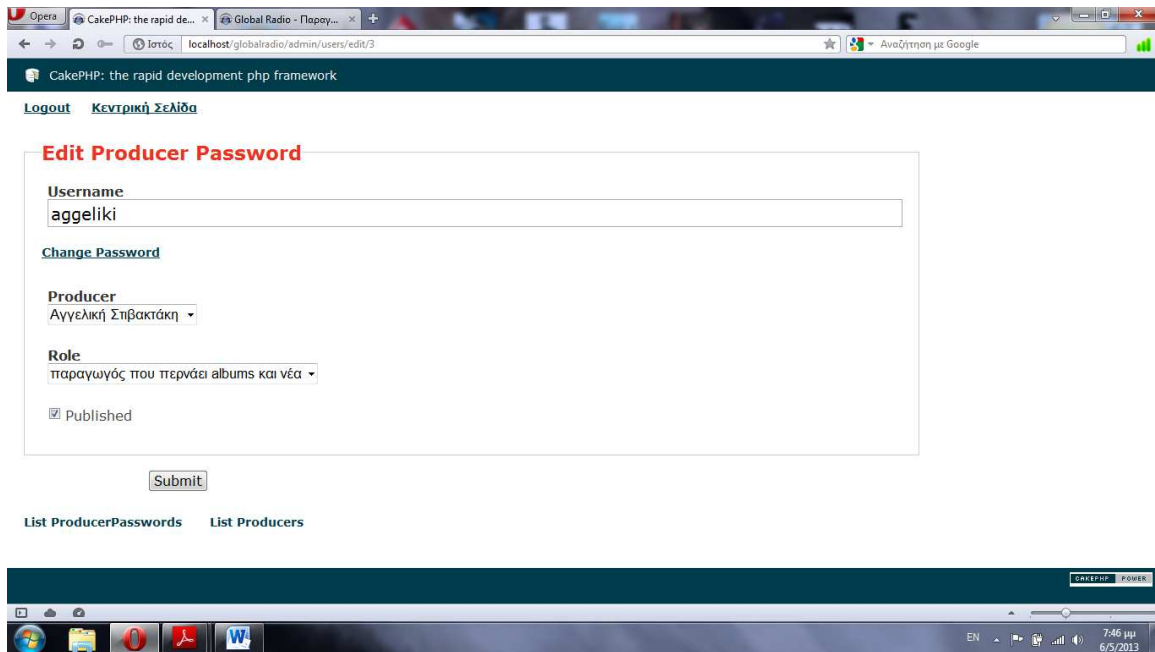 Opera
CakePHP: the rapid de...
Global Radio - Παραγ...
Ιστός
localhost/globalradio/admin/users/edit/3
Αναζήτηση με Google
CakePHP: the rapid development php framework
Logout Κεντρική Σελίδα
Edit Producer Password
Username
aggeliki
Change Password
Producer
Αγγελική Στιβακτάκη
Role
παραγωγός που περνάει albums και νέα
Published
Submit
List ProducerPasswords List Producers
CAKEPHP POWER
EN
7:46 μμ
6/5/2013